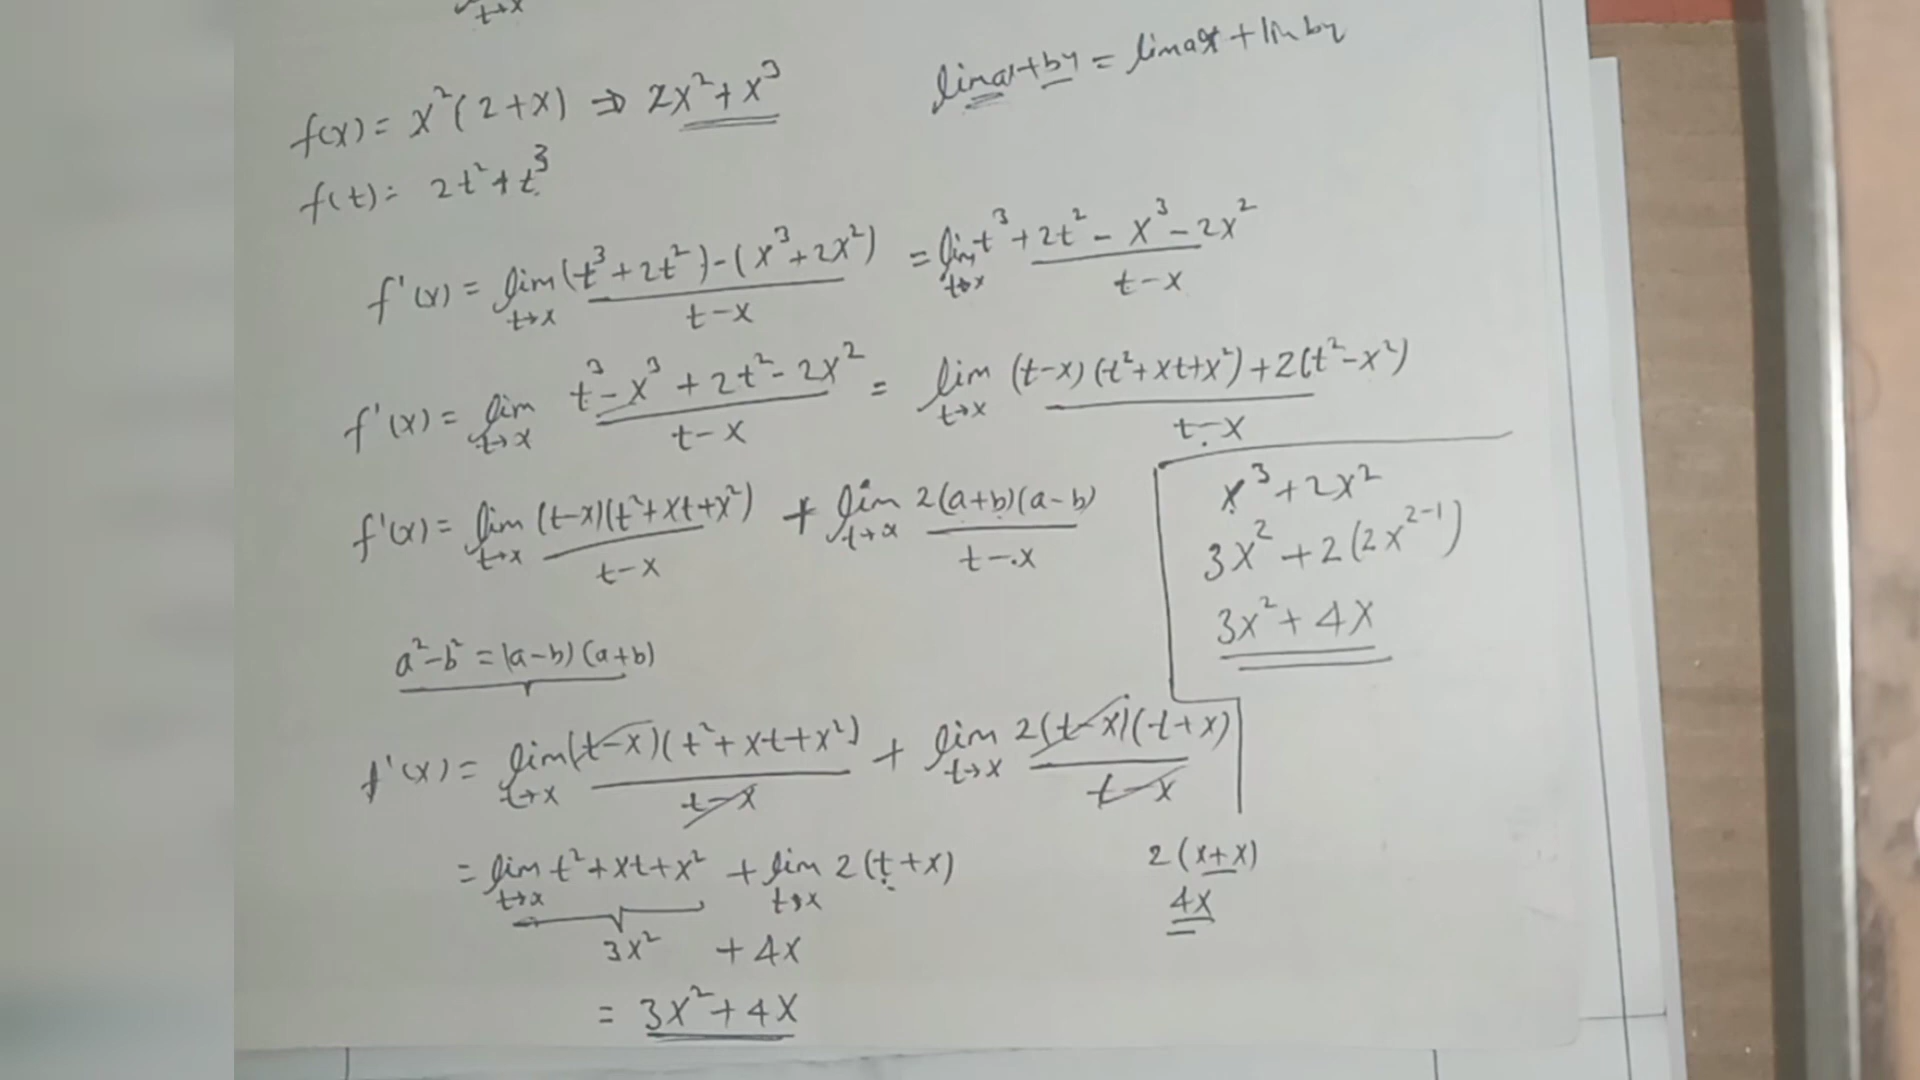 t→x
f(x) = x²(2+x) ⇒ 2x²+x³
lim ax+by = lim ax + lim by
f(t) = 2t²+t³
f'(x) = lim t→x ((t³+2t²)-(x³+2x²))/(t-x) = lim t→x (t³+2t²-x³-2x²)/(t-x)
f'(x) = lim t→x (t³-x³+2t²-2x²)/(t-x) = lim t→x ((t-x)(t²+xt+x²)+2(t²-x²))/(t-x)
f'(x) = lim t→x ((t-x)(t²+xt+x²))/(t-x) + lim t→x (2(a+b)(a-b))/(t-x)
x³+2x²
3x²+2(2x²⁻¹)
3x²+4x
a²-b² = (a-b)(a+b)
f'(x) = lim t→x ((t-x)(t²+xt+x²))/(t-x) + lim t→x (2(t-x)(t+x))/(t-x)
= lim t→x t²+xt+x² + lim t→x 2(t+x)
2(x+x)
4x
3x² + 4x
= 3x²+4x